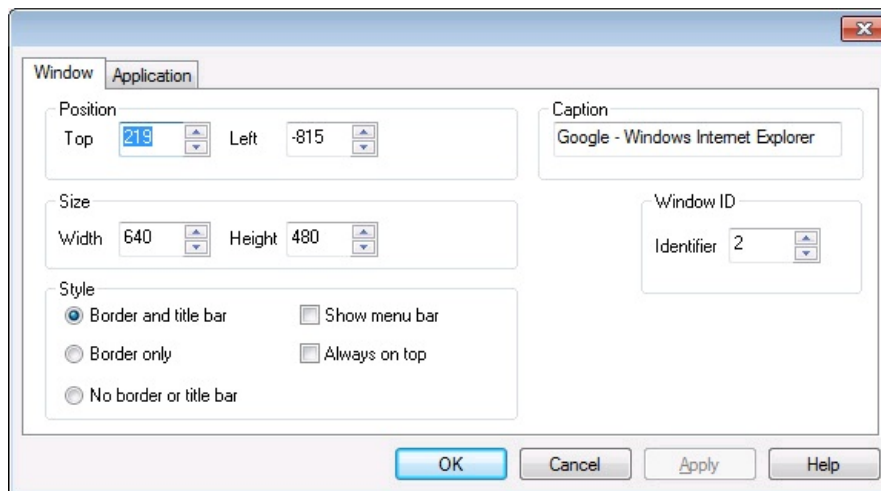 Window Application
Position
Top 219 Left -815
Caption
Google - Windows Internet Explorer
Size
Width 640 Height 480
Window ID
Identifier 2
Style
Border and title bar Show menu bar
Border only Always on top
No border or title bar
OK Cancel Apply Help